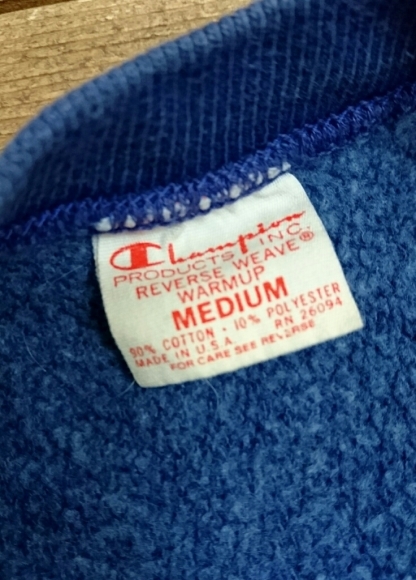 Champion
PRODUCTS INC.
REVERSE WEAVE®
WARMUP
MEDIUM
90% COTTON · 10% POLYESTER
MADE IN U.S.A. RN 26094
FOR CARE SEE REVERSE